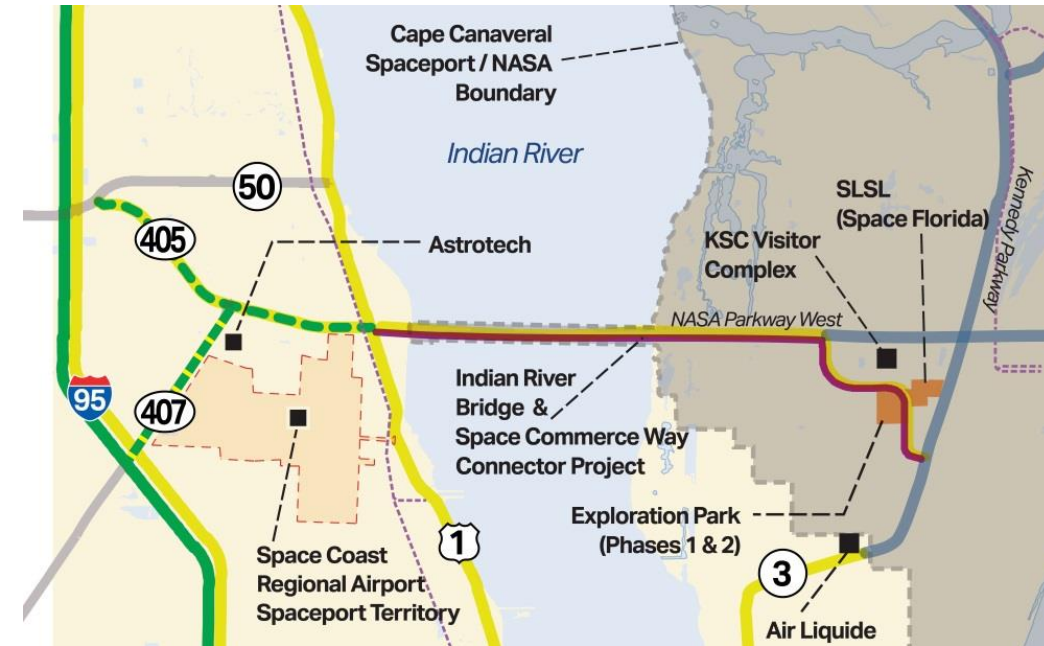 Cape Canaveral
Spaceport / NASA
Boundary
Indian River
50
405
Astrotech
SLSL
(Space Florida)
KSC Visitor
Complex
Kennedy Parkway
NASA Parkway West
95
407
Indian River
Bridge &
Space Commerce Way
Connector Project
Exploration Park
(Phases 1 & 2)
1
Space Coast
Regional Airport
Spaceport Territory
3
Air Liquide